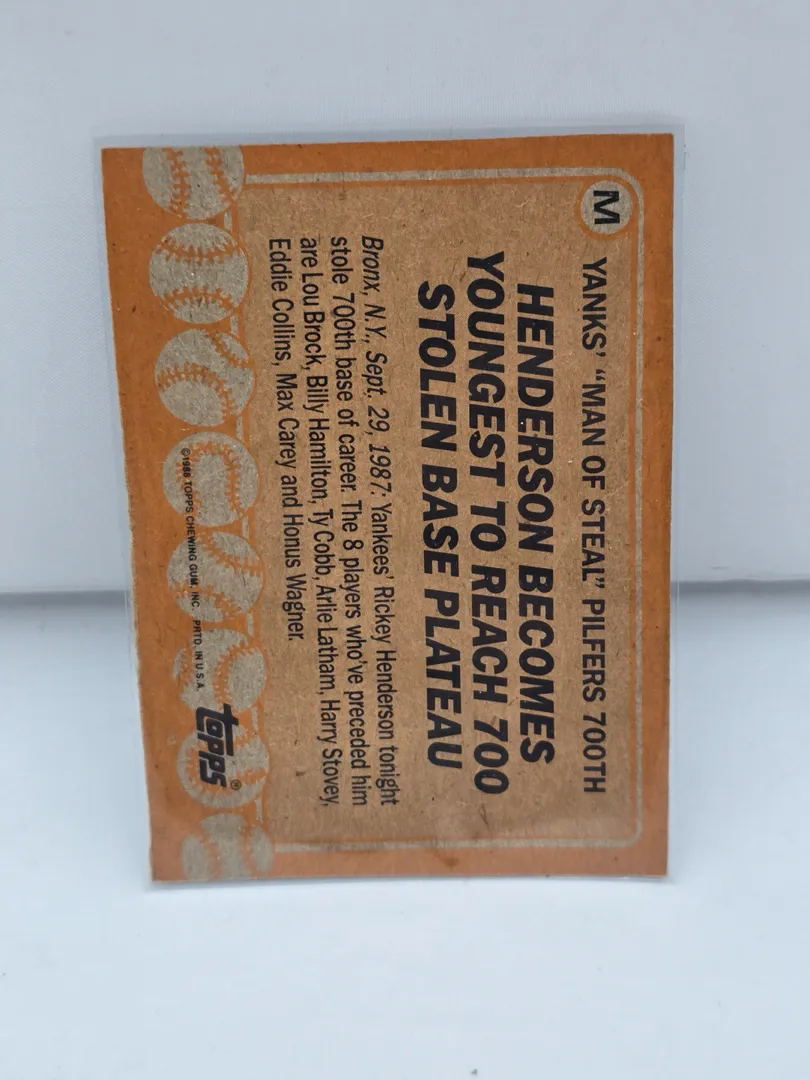 M
YANKS' "MAN OF STEAL" PILFERS 700TH
HENDERSON BECOMES
YOUNGEST TO REACH 700
STOLEN BASE PLATEAU
Bronx, N.Y., Sept. 29, 1987: Yankees' Rickey Henderson tonight
stole 700th base of career. The 8 players who've preceded him
are Lou Brock, Billy Hamilton, Ty Cobb, Arlie Latham, Harry Stovey,
Eddie Collins, Max Carey and Honus Wagner.
©1988 TOPPS CHEWING GUM, INC. PRTD. IN U.S.A.
topps®